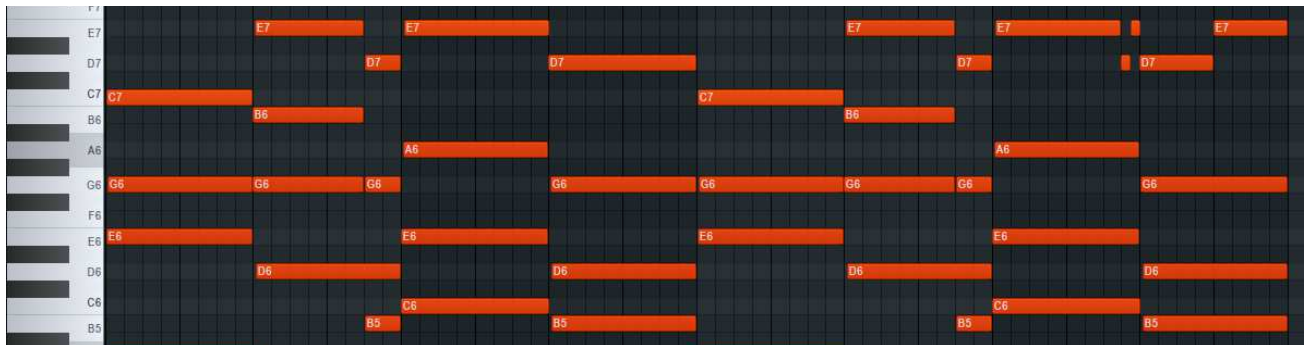 F7
E7 E7 E7 E7 E7 E7
D7 D7 D7 D7 D7
C7 C7 C7
B6 B6 B6
A6 A6 A6
G6 G6 G6 G6 G6 G6 G6 G6 G6
F6
E6 E6 E6 E6 E6
D6 D6 D6 D6 D6
C6 C6 C6
B5 B5 B5 B5 B5